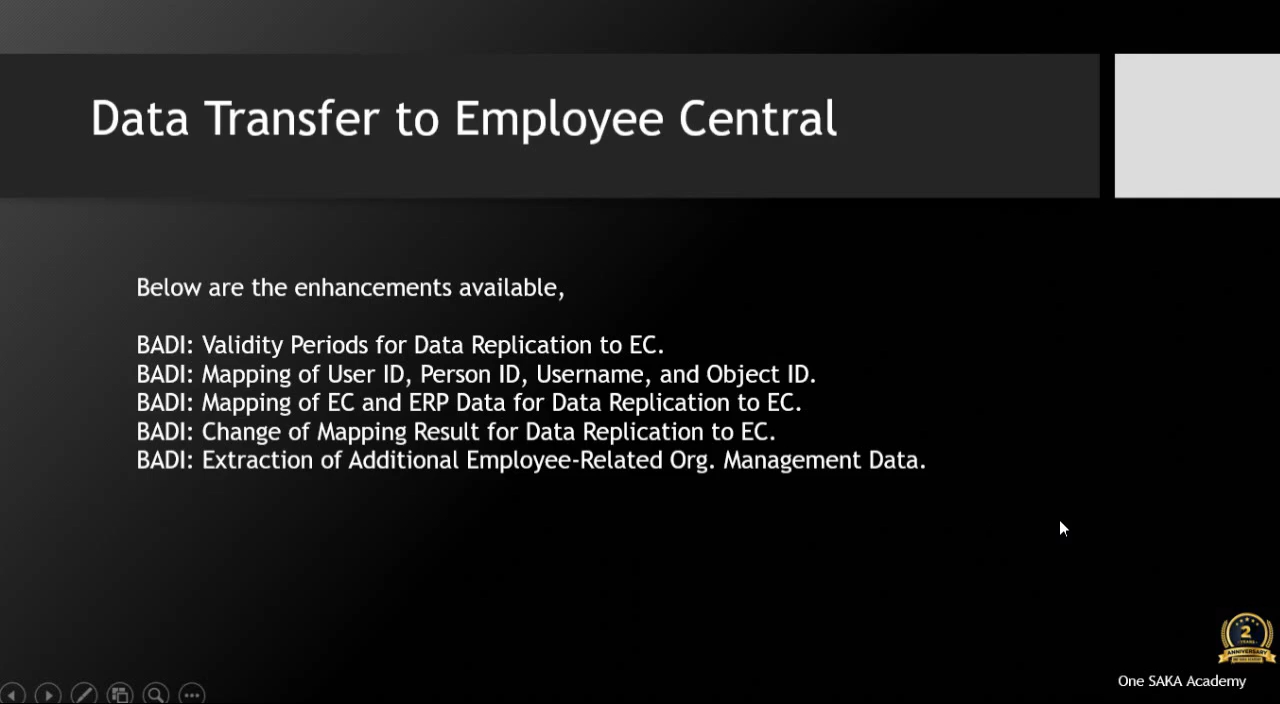 Data Transfer to Employee Central
Below are the enhancements available,
BADI: Validity Periods for Data Replication to EC.
BADI: Mapping of User ID, Person ID, Username, and Object ID.
BADI: Mapping of EC and ERP Data for Data Replication to EC.
BADI: Change of Mapping Result for Data Replication to EC.
BADI: Extraction of Additional Employee-Related Org. Management Data.
2
YEARS
ANNIVERSARY
One SAKA Academy